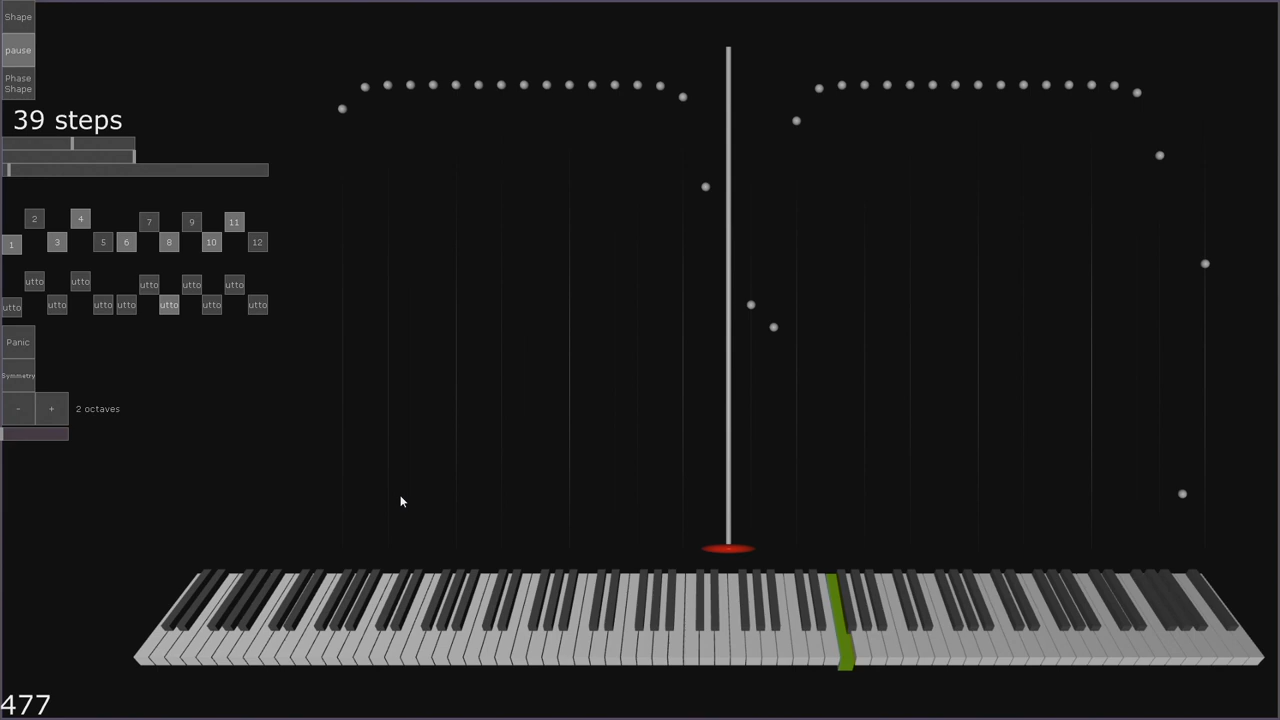 Shape
pause
Phase
Shape
39 steps
2 4 7 9 11
1 3 5 6 8 10 12
utto utto utto utto utto
utto utto utto utto utto utto utto
Panic
Symmetry
- + 2 octaves
477